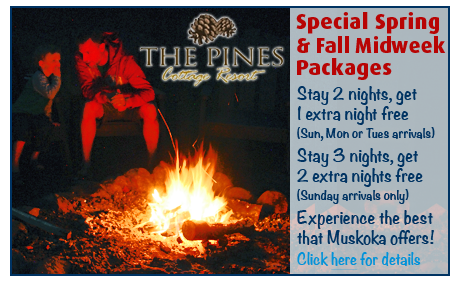 THE PINES
Cottage Resort
Special Spring
& Fall Midweek
Packages
Stay 2 nights, get
1 extra night free
(Sun, Mon or Tues arrivals)
Stay 3 nights, get
2 extra nights free
(Sunday arrivals only)
Experience the best
that Muskoka offers!
Click here for details